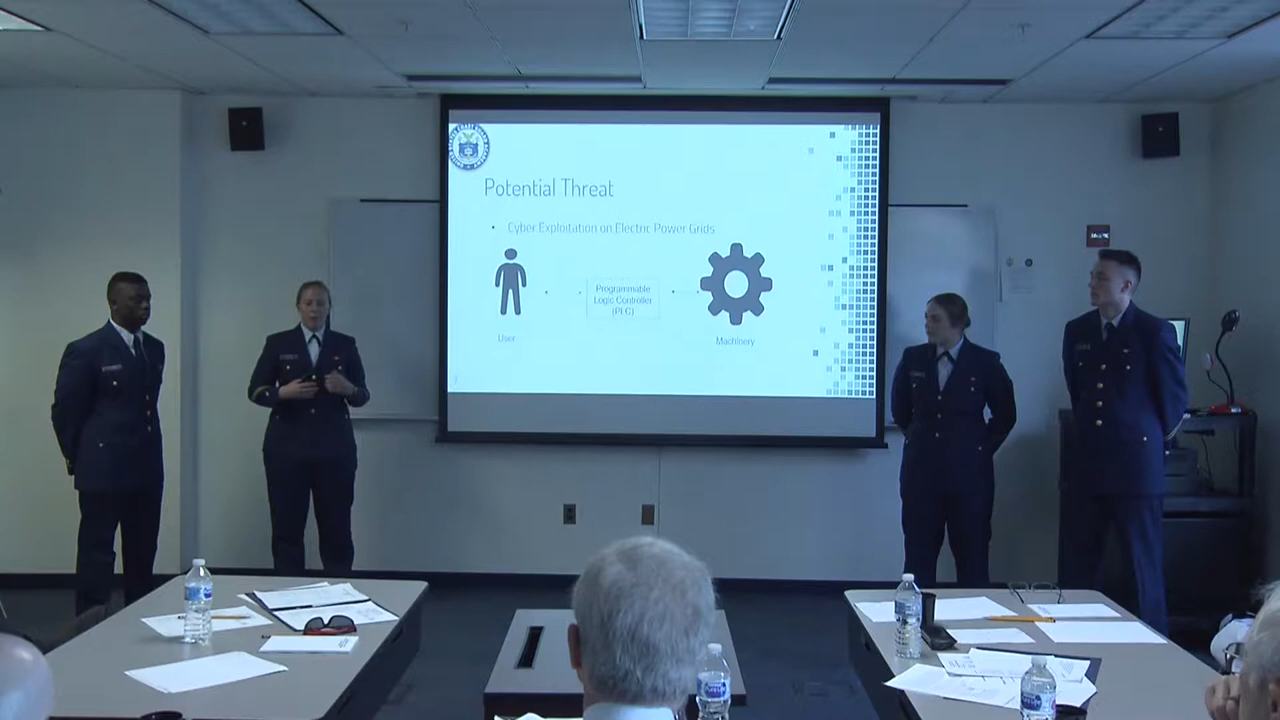 Potential Threat
• Cyber Exploitation on Electric Power Grids
Programmable
Logic Controller
(PLC)
User
Machinery